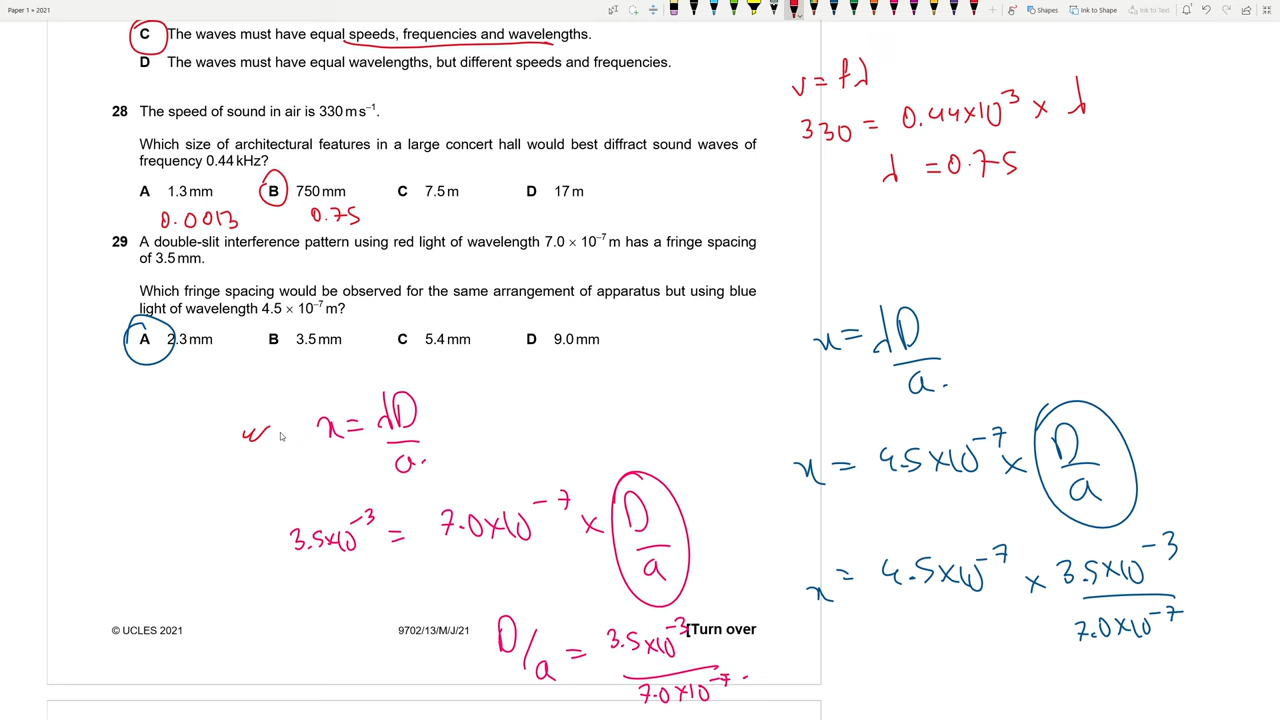 Paper 1 • 2021
Shapes
Ink to Shape
Ink to Text
C The waves must have equal speeds, frequencies and wavelengths.
D The waves must have equal wavelengths, but different speeds and frequencies.
v = fλ
330 = 0.44×10³ × λ
λ = 0.75
28 The speed of sound in air is 330 m s⁻¹.
Which size of architectural features in a large concert hall would best diffract sound waves of
frequency 0.44 kHz?
A 1.3 mm B 750 mm C 7.5 m D 17 m
0.0013 0.75
29 A double-slit interference pattern using red light of wavelength 7.0 × 10⁻⁷ m has a fringe spacing
of 3.5 mm.
Which fringe spacing would be observed for the same arrangement of apparatus but using blue
light of wavelength 4.5 × 10⁻⁷ m?
A 2.3 mm B 3.5 mm C 5.4 mm D 9.0 mm
x = λD
a.
3.5×10⁻³ = 7.0×10⁻⁷ × D
a
D/a = 3.5×10⁻³
7.0×10⁻⁷.
x = λD
a.
x = 4.5×10⁻⁷ × D
a
x = 4.5×10⁻⁷ × 3.5×10⁻³
7.0×10⁻⁷
© UCLES 2021 9702/13/M/J/21 [Turn over